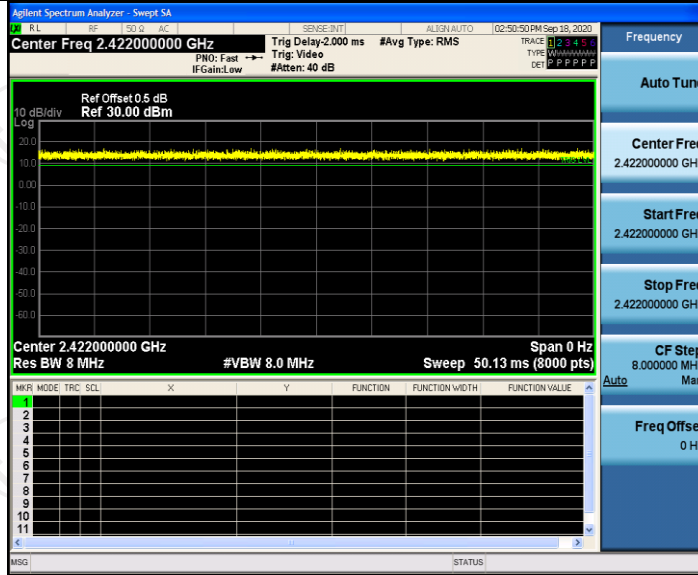 Agilent Spectrum Analyzer - Swept SA
RL RF 50 Ω AC SENSE:INT ALIGN AUTO 02:50:50 PM Sep 18, 2020
Center Freq 2.422000000 GHz
PNO: Fast
IFGain:Low
Trig Delay-2.000 ms
Trig: Video
#Atten: 40 dB
#Avg Type: RMS
TRACE 1 2 3 4 5 6
TYPE
DET P P P P P P
Ref Offset 0.5 dB
10 dB/div Ref 30.00 dBm
Log
20.0
10.0
0.00
-10.0
-20.0
-30.0
-40.0
-50.0
-60.0
Center 2.422000000 GHz Span 0 Hz
Res BW 8 MHz #VBW 8.0 MHz Sweep 50.13 ms (8000 pts)
MKR MODE TRC SCL X Y FUNCTION FUNCTION WIDTH FUNCTION VALUE
1
2
3
4
5
6
7
8
9
10
11
MSG STATUS
Frequency
Auto Tun
Center Fre
2.422000000 GH
Start Fre
2.422000000 GH
Stop Fre
2.422000000 GH
CF Step
8.000000 MH
Auto Ma
Freq Offse
0 H